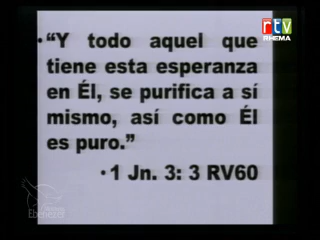 rtv
RHEMA
• “Y todo aquel que
tiene esta esperanza
en Él, se purifica a sí
mismo, así como Él
es puro.”
• 1 Jn. 3: 3 RV60
Ebenezer